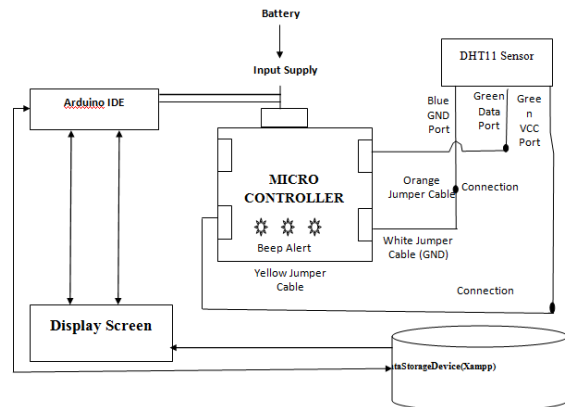 Battery
Input Supply
DHT11 Sensor
Arduino IDE
Blue
GND
Port
Green
Data
Port
Gree
n
VCC
Port
MICRO
CONTROLLER
Orange
Jumper Cable
Connection
Beep Alert
White Jumper
Cable (GND)
Yellow Jumper
Cable
Connection
Display Screen
ataStorageDevice(Xampp)